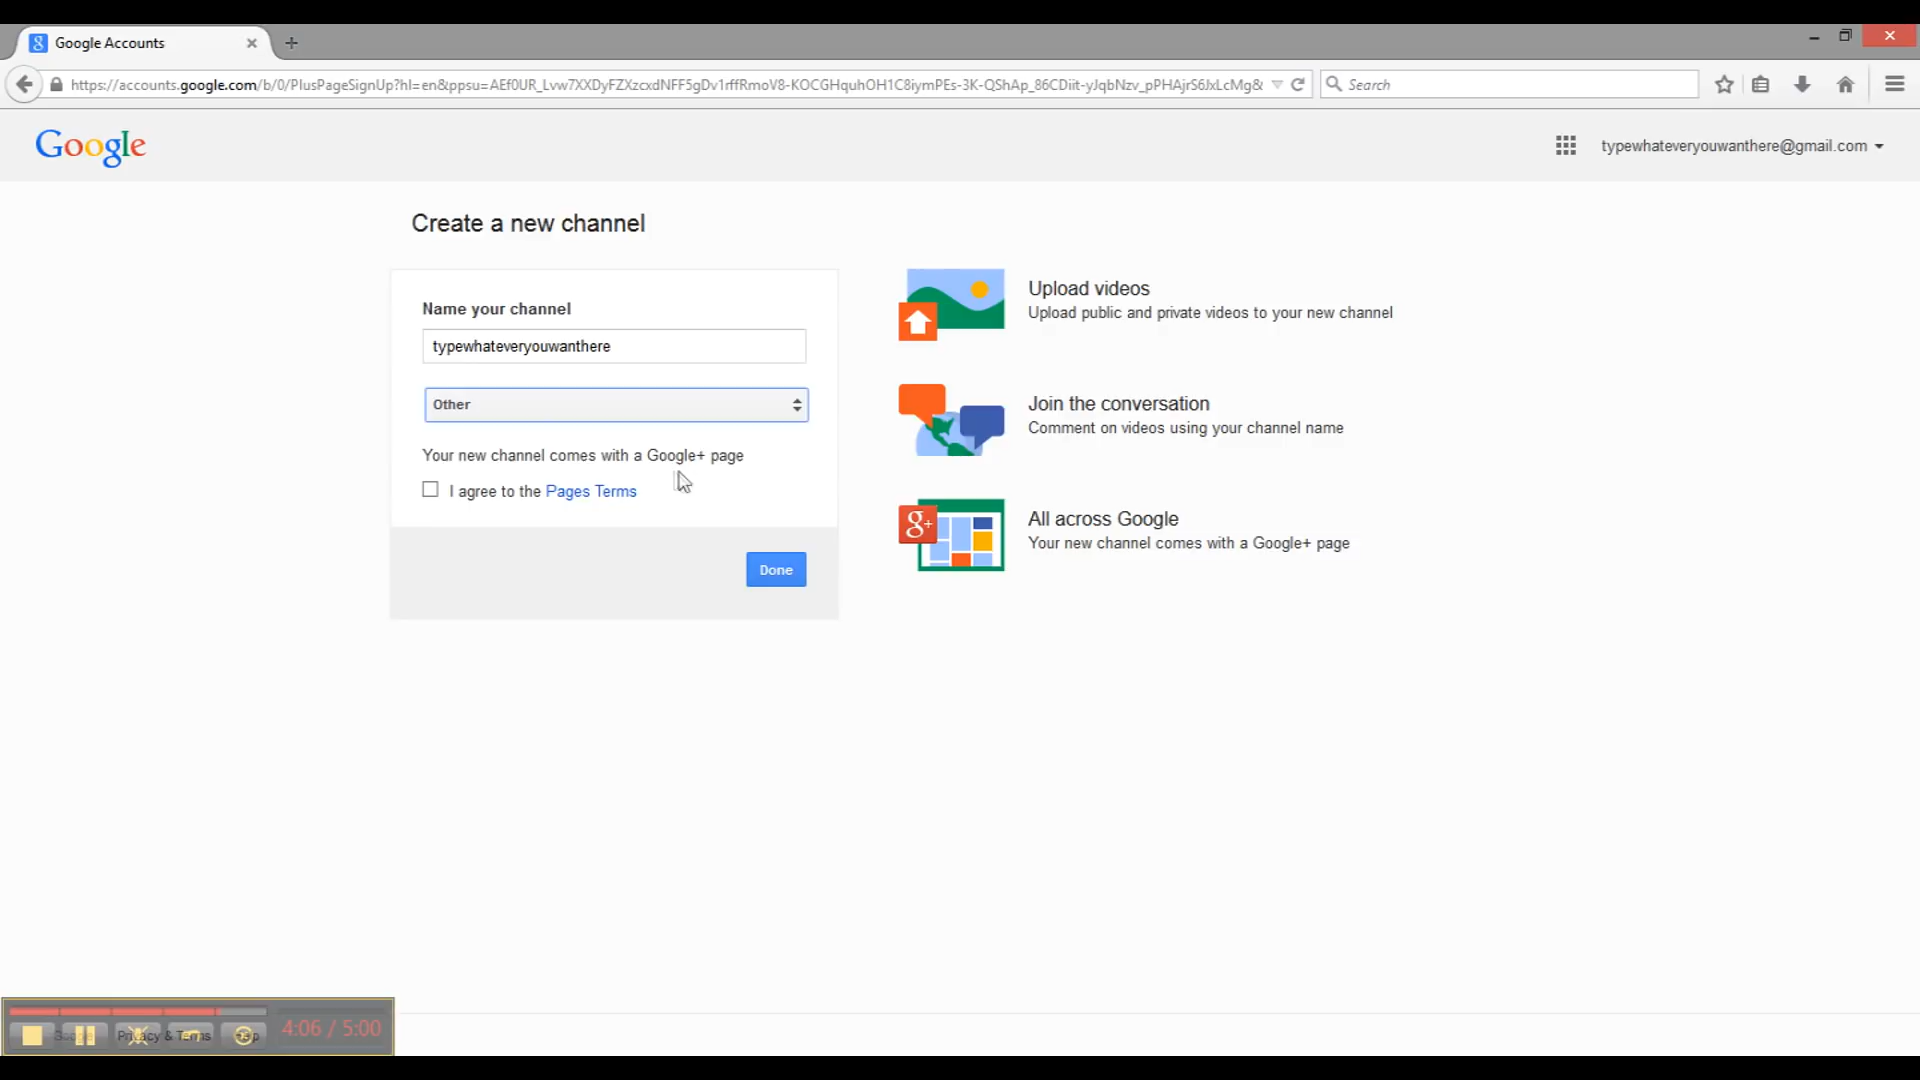 Google Accounts
https://accounts.google.com/b/0/PlusPageSignUp?hl=en&ppsu=AEf0UR_Lvw7XXDyFZXzcxdNFF5gDv1rffRmoV8-KOCGHquhOH1C8iymPEs-3K-QShAp_86CDiit-yJqbNzv_pPHAjrS6JxLcMg&
Search
Google
typewhateveryouwanthere@gmail.com
Create a new channel
Name your channel
typewhateveryouwanthere
Other
Your new channel comes with a Google+ page
I agree to the Pages Terms
Done
Upload videos
Upload public and private videos to your new channel
Join the conversation
Comment on videos using your channel name
g+
All across Google
Your new channel comes with a Google+ page
Google Privacy & Terms
4:06 / 5:00